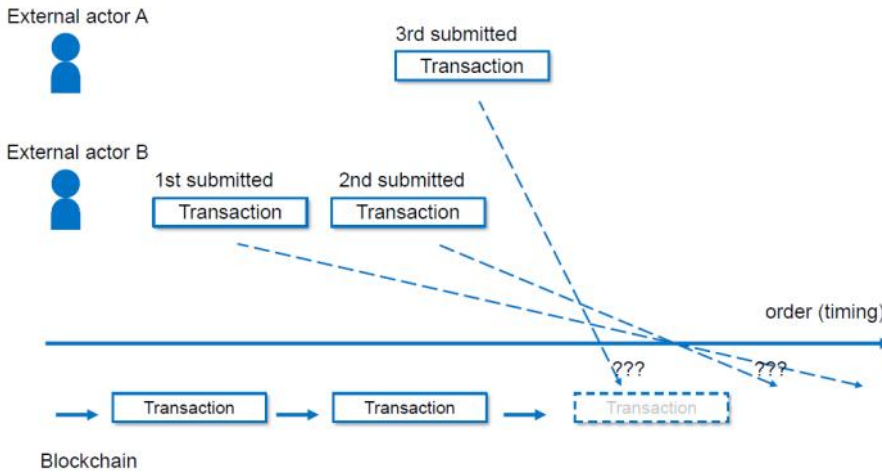 External actor A
3rd submitted
Transaction
External actor B
1st submitted
2nd submitted
Transaction
Transaction
order (timing)
???
???
Transaction
Transaction
Transaction
Blockchain